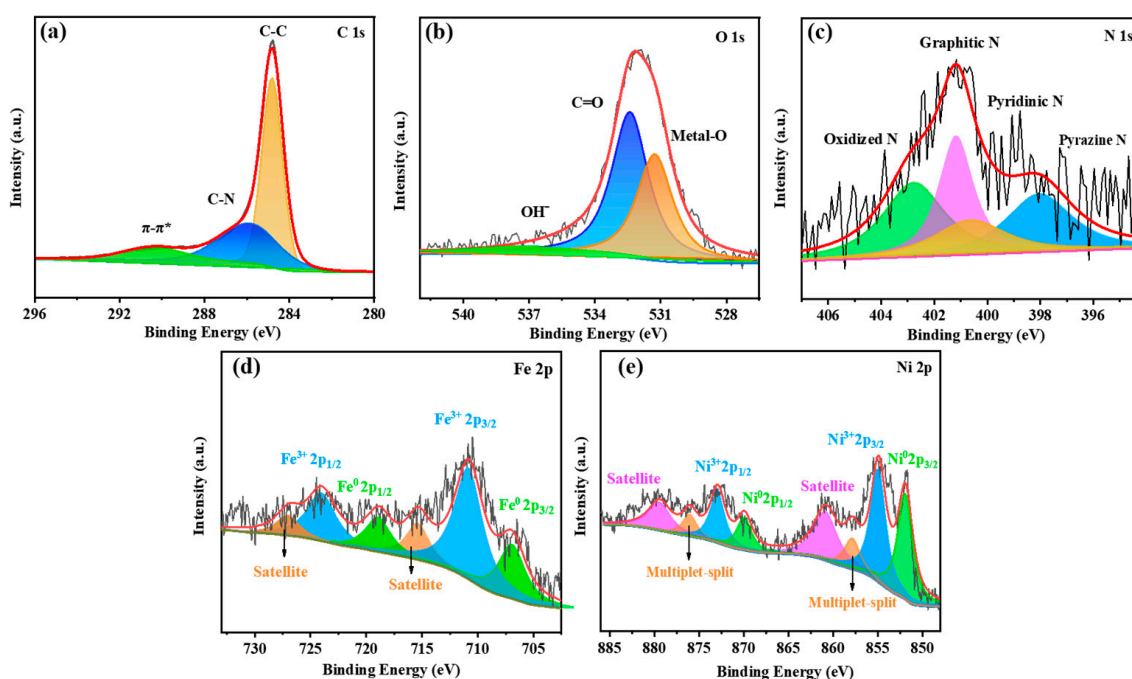 (a)
C 1s
C-C
C-N
π-π*
Intensity (a.u.)
296 292 288 284 280
Binding Energy (eV)
(b)
O 1s
C=O
Metal-O
OH⁻
Intensity (a.u.)
540 537 534 531 528
Binding Energy (eV)
(c)
N 1s
Graphitic N
Pyridinic N
Oxidized N
Pyrazine N
Intensity (a.u.)
406 404 402 400 398 396
Binding Energy (eV)
(d)
Fe 2p
Fe³⁺ 2p₃/₂
Fe³⁺ 2p₁/₂
Fe⁰ 2p₁/₂
Fe⁰ 2p₃/₂
Satellite
Satellite
Intensity (a.u.)
730 725 720 715 710 705
Binding Energy (eV)
(e)
Ni 2p
Ni³⁺ 2p₃/₂
Ni⁰ 2p₃/₂
Ni³⁺ 2p₁/₂
Satellite
Satellite
Ni⁰ 2p₁/₂
Multiplet-split
Multiplet-split
Intensity (a.u.)
885 880 875 870 865 860 855 850
Binding Energy (eV)